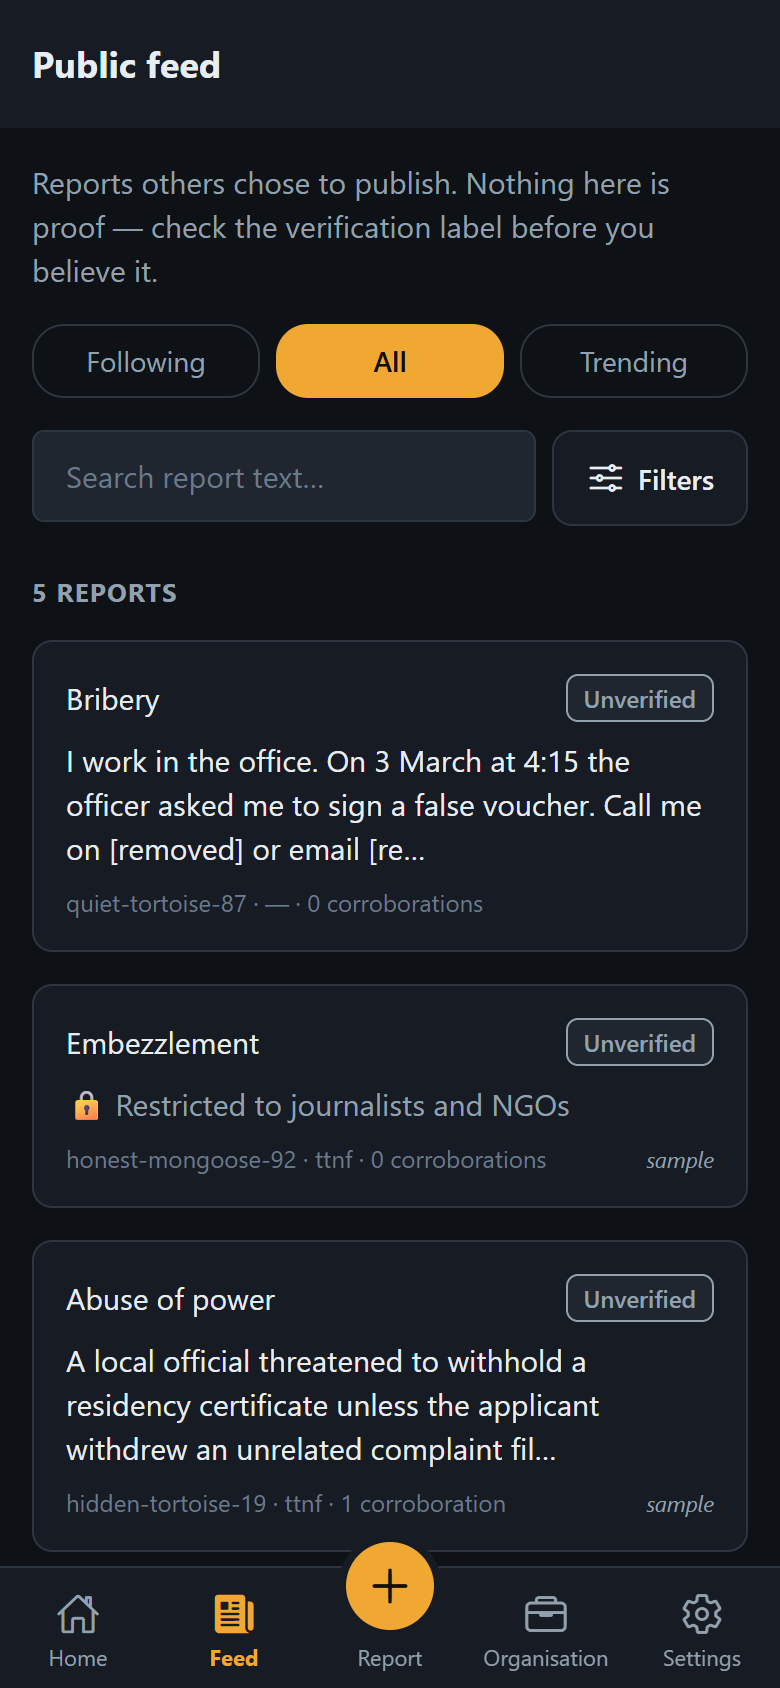 Public feed
Reports others chose to publish. Nothing here is
proof — check the verification label before you
believe it.
Following
All
Trending
Search report text...
Filters
5 REPORTS
Bribery
Unverified
I work in the office. On 3 March at 4:15 the
officer asked me to sign a false voucher. Call me
on [removed] or email [re...
quiet-tortoise-87 · — · 0 corroborations
Embezzlement
Unverified
🔒 Restricted to journalists and NGOs
honest-mongoose-92 · ttnf · 0 corroborations
sample
Abuse of power
Unverified
A local official threatened to withhold a
residency certificate unless the applicant
withdrew an unrelated complaint fil...
hidden-tortoise-19 · ttnf · 1 corroboration
sample
Home
Feed
Report
Organisation
Settings